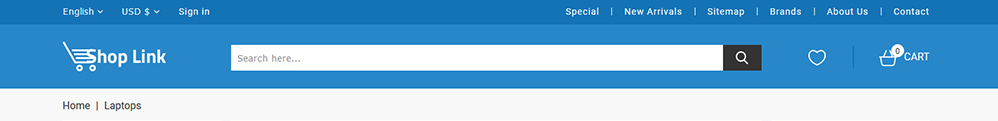 English USD $ Sign in Special | New Arrivals | Sitemap | Brands | About Us | Contact
Shop Link Search here... 0 CART
Home | Laptops